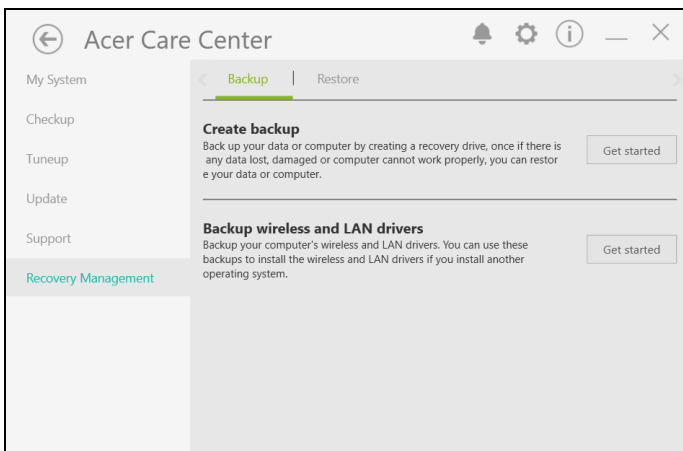 Acer Care Center
My System
Checkup
Tuneup
Update
Support
Recovery Management
Backup
Restore
Create backup
Back up your data or computer by creating a recovery drive, once if there is
any data lost, damaged or computer cannot work properly, you can restor
e your data or computer.
Get started
Backup wireless and LAN drivers
Backup your computer's wireless and LAN drivers. You can use these
backups to install the wireless and LAN drivers if you install another
operating system.
Get started